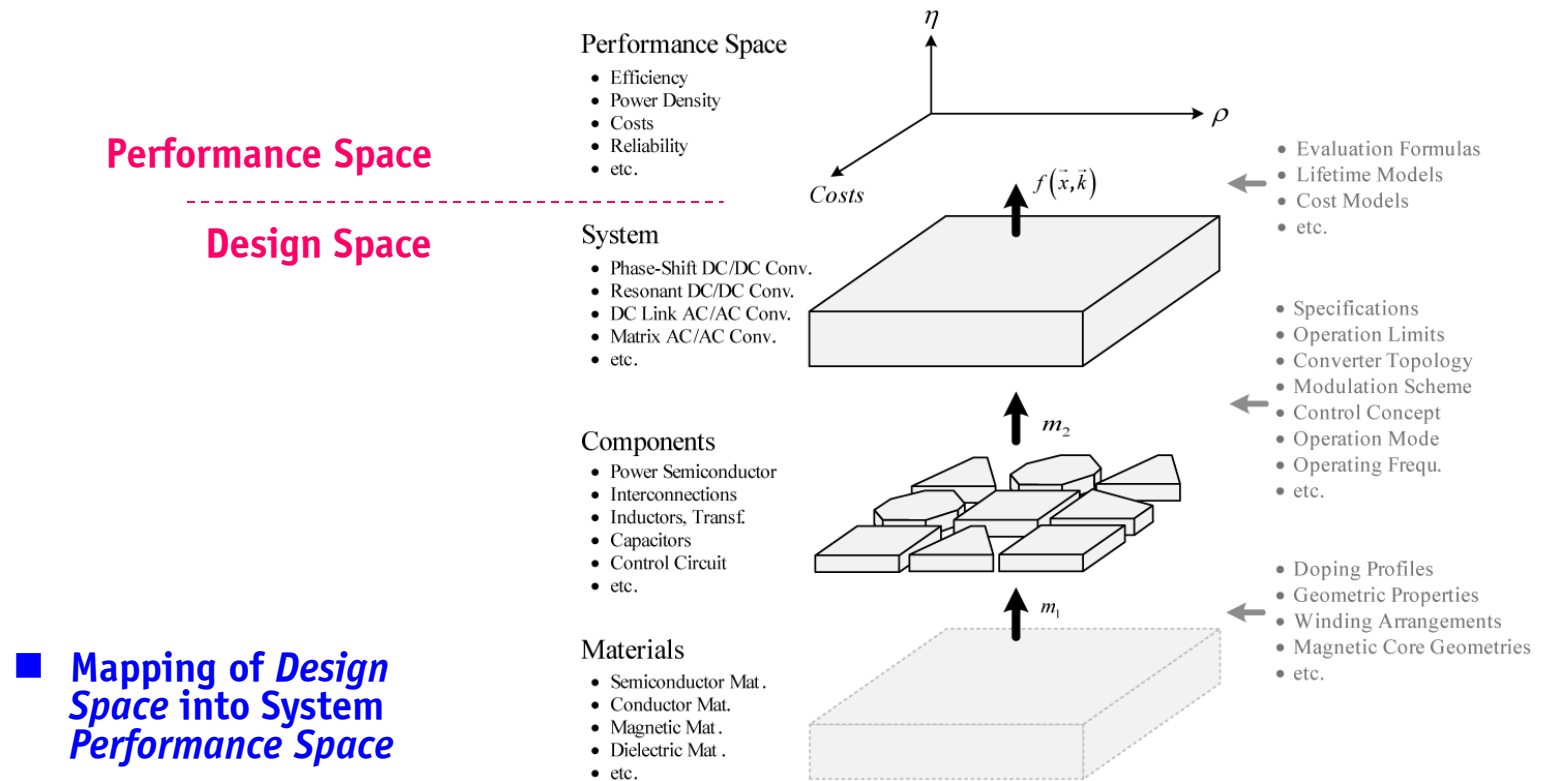 Performance Space
Design Space
■ Mapping of Design
Space into System
Performance Space
Performance Space
• Efficiency
• Power Density
• Costs
• Reliability
• etc.
System
• Phase-Shift DC/DC Conv.
• Resonant DC/DC Conv.
• DC Link AC/AC Conv.
• Matrix AC/AC Conv.
• etc.
Components
• Power Semiconductor
• Interconnections
• Inductors, Transf.
• Capacitors
• Control Circuit
• etc.
Materials
• Semiconductor Mat.
• Conductor Mat.
• Magnetic Mat.
• Dielectric Mat .
• etc.
η
ρ
Costs
f(x⃗,k⃗)
m₂
m₁
• Evaluation Formulas
• Lifetime Models
• Cost Models
• etc.
• Specifications
• Operation Limits
• Converter Topology
• Modulation Scheme
• Control Concept
• Operation Mode
• Operating Frequ.
• etc.
• Doping Profiles
• Geometric Properties
• Winding Arrangements
• Magnetic Core Geometries
• etc.